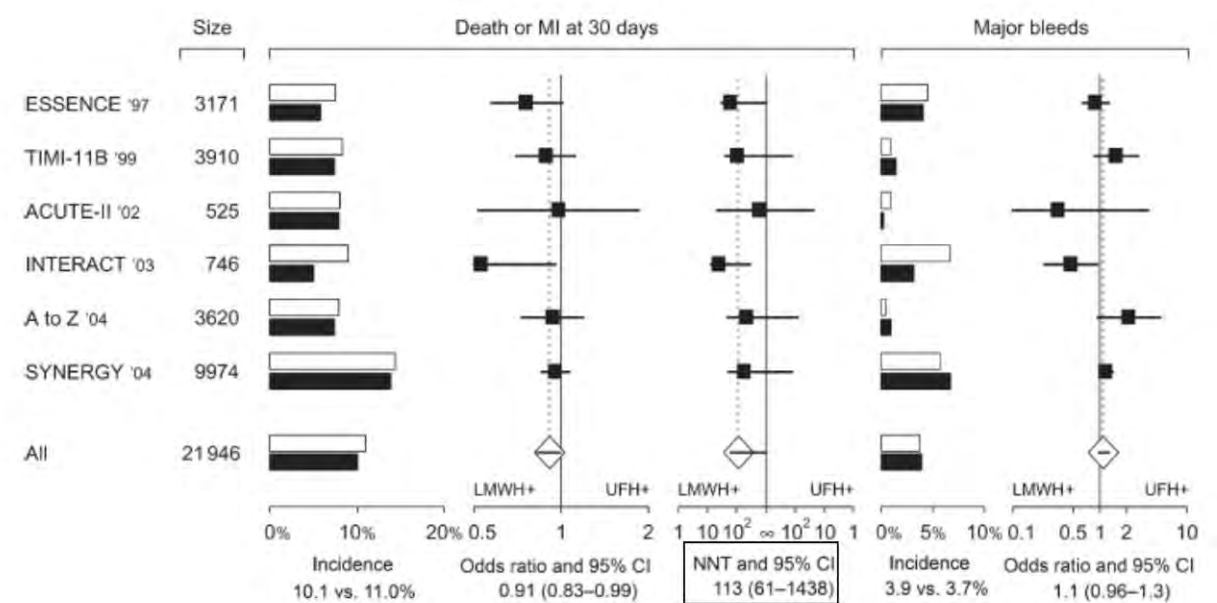 Size Death or MI at 30 days Major bleeds
ESSENCE '97 3171
TIMI-11B '99 3910
ACUTE-II '02 525
INTERACT '03 746
A to Z '04 3620
SYNERGY '04 9974
All 21 946
LMWH+ UFH+ LMWH+ UFH+ LMWH+ UFH+
0% 10% 20% 0.5 1 2 1 10 10² ∞ 10² 10 1 0% 5% 10% 0.1 0.5 1 2 10
Incidence Odds ratio and 95% CI NNT and 95% CI Incidence Odds ratio and 95% CI
10.1 vs. 11.0% 0.91 (0.83–0.99) 113 (61–1438) 3.9 vs. 3.7% 1.1 (0.96–1.3)